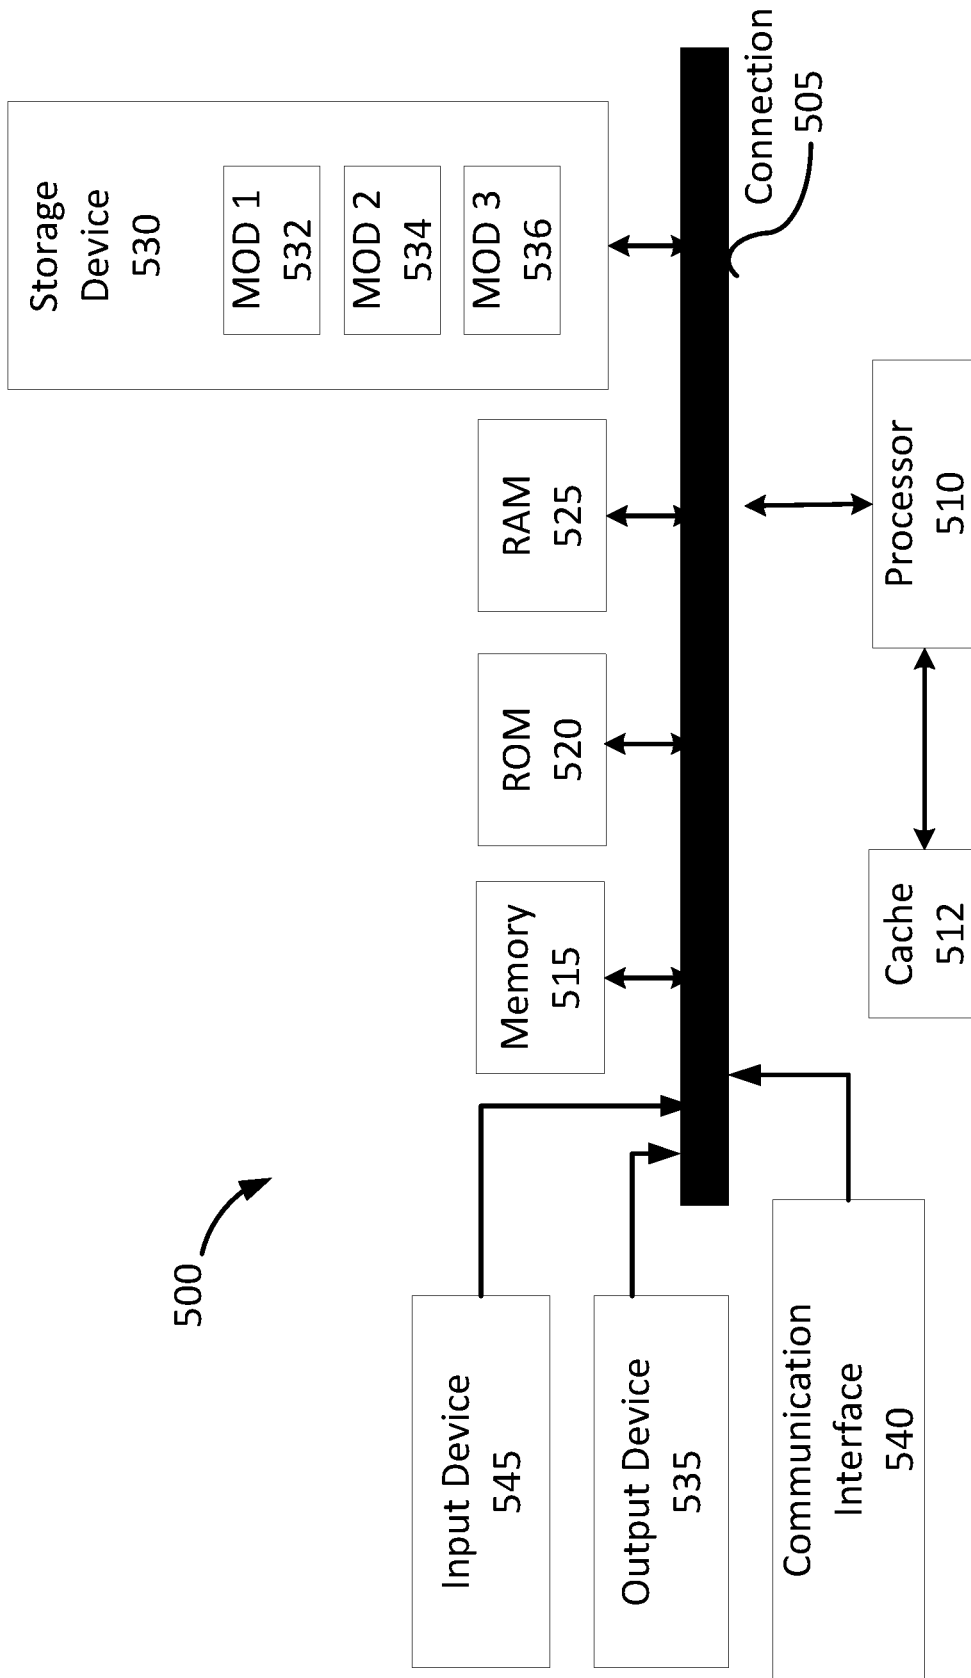 500
Input Device
545
Output Device
535
Communication
Interface
540
Memory
515
ROM
520
RAM
525
Storage
Device
530
MOD 1
532
MOD 2
534
MOD 3
536
Connection
505
Cache
512
Processor
510